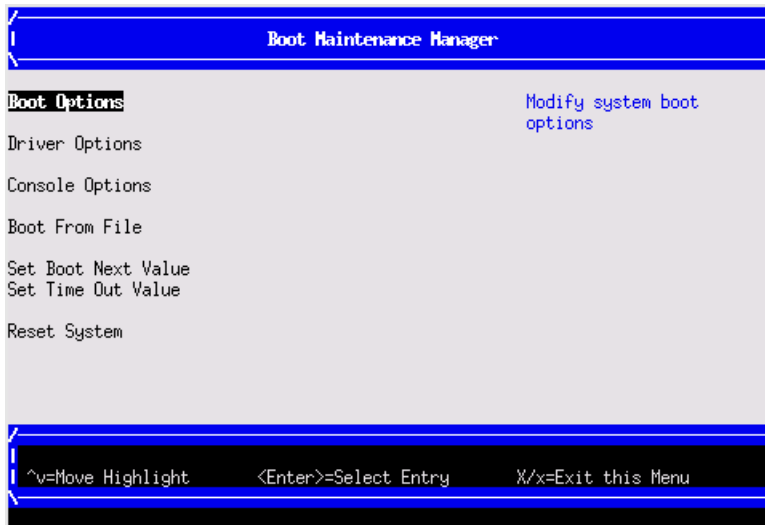 Boot Maintenance Manager
Boot Options
Modify system boot
options
Driver Options
Console Options
Boot From File
Set Boot Next Value
Set Time Out Value
Reset System
^v=Move Highlight <Enter>=Select Entry X/x=Exit this Menu